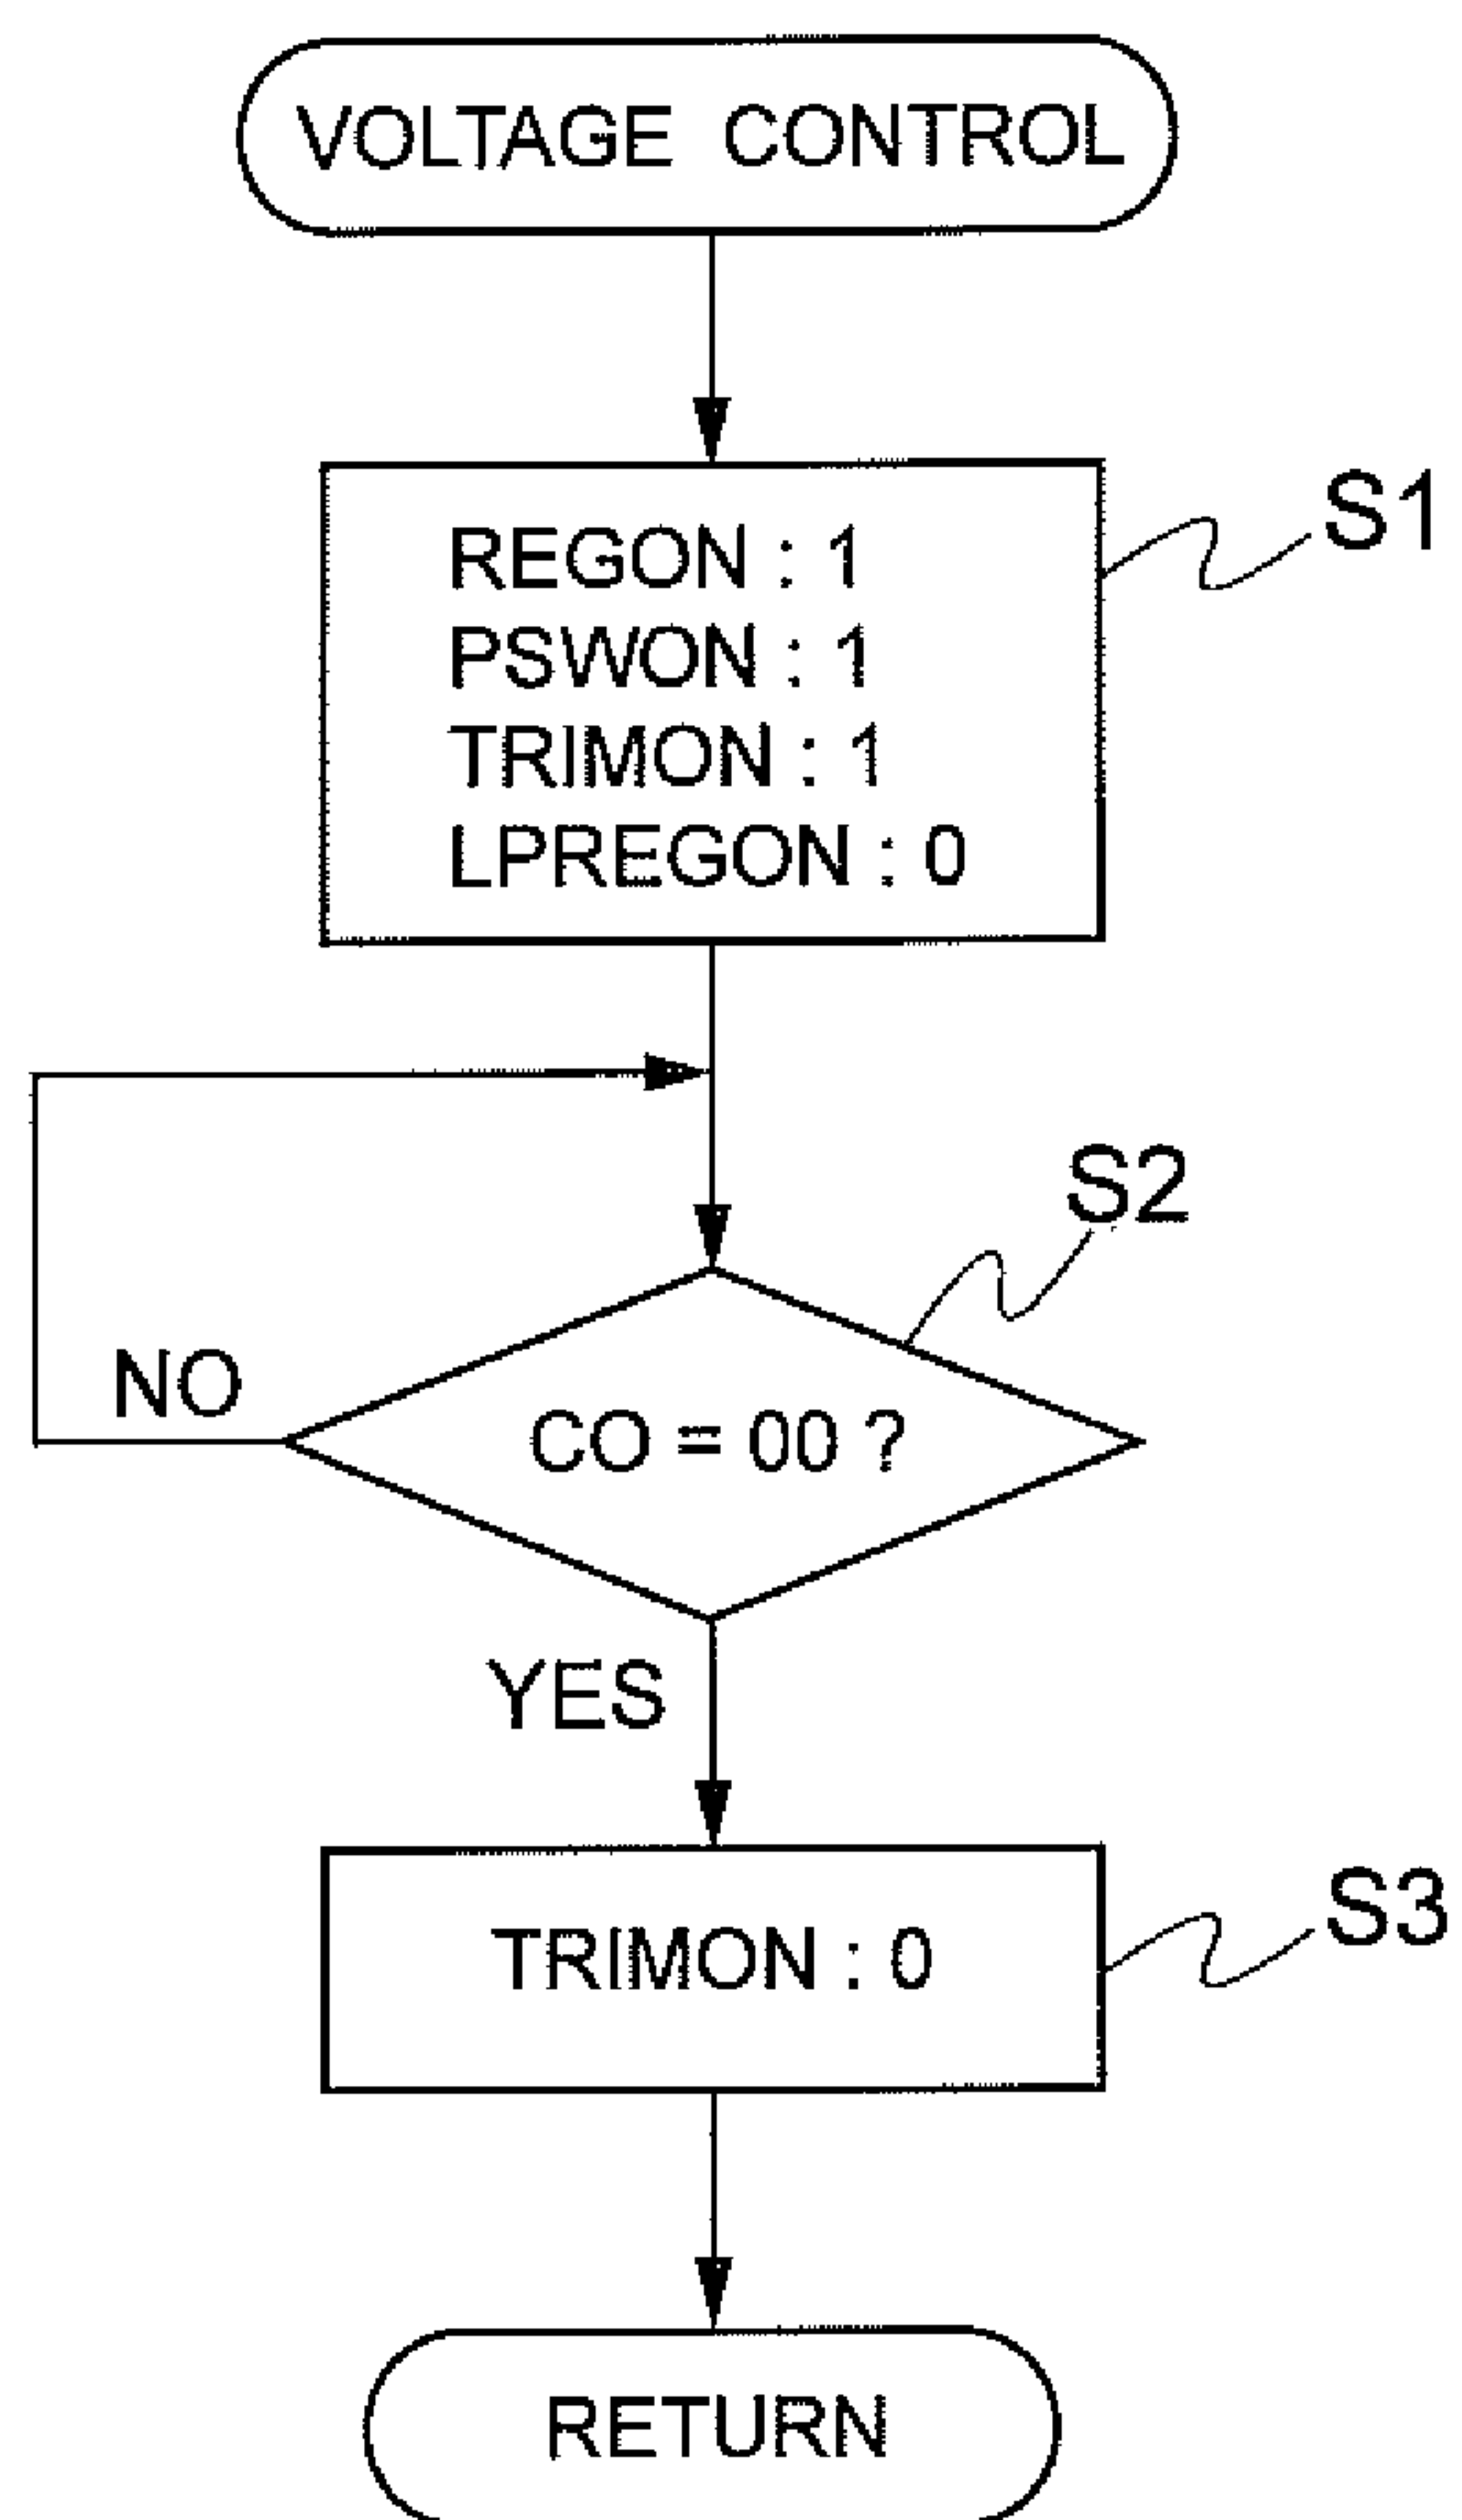 VOLTAGE CONTROL
REGON : 1
S1
PSWON : 1
TRIMON : 1
LPREGON : 0
S2
NO
CO = 00 ?
YES
TRIMON : 0
S3
RETURN